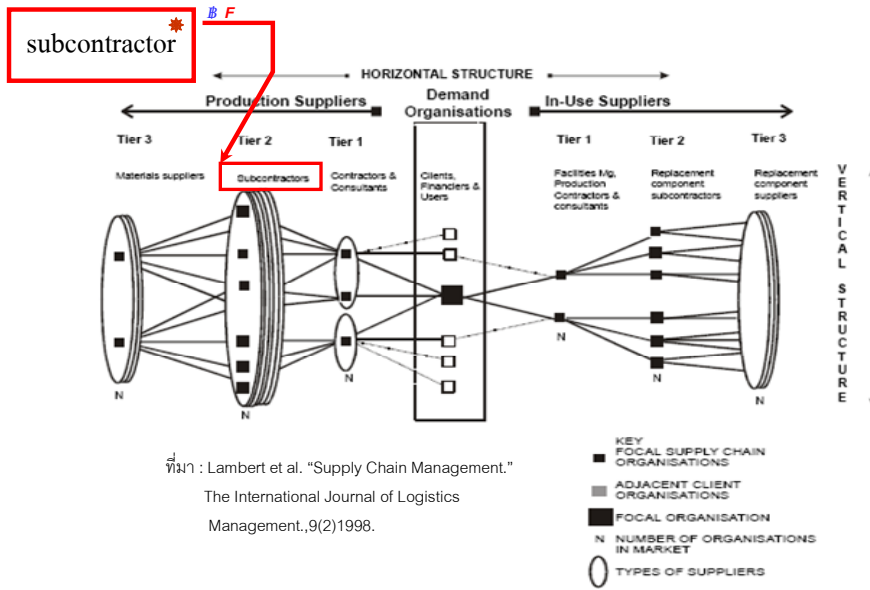 ฿ F
subcontractor
HORIZONTAL STRUCTURE
Production Suppliers
Demand
Organisations
In-Use Suppliers
Tier 3
Tier 2
Tier 1
Tier 1
Tier 2
Tier 3
Materials suppliers
Subcontractors
Contractors &
Consultants
Clients,
Financiers &
Users
Facilities Mg,
Production
Contractors &
consultants
Replacement
component
subcontractors
Replacement
component
suppliers
VERTICAL STRUCTURE
N
N
N
N
N
N
ที่มา : Lambert et al. “Supply Chain Management.”
The International Journal of Logistics
Management.,9(2)1998.
KEY
FOCAL SUPPLY CHAIN
ORGANISATIONS
ADJACENT CLIENT
ORGANISATIONS
FOCAL ORGANISATION
N NUMBER OF ORGANISATIONS
IN MARKET
TYPES OF SUPPLIERS